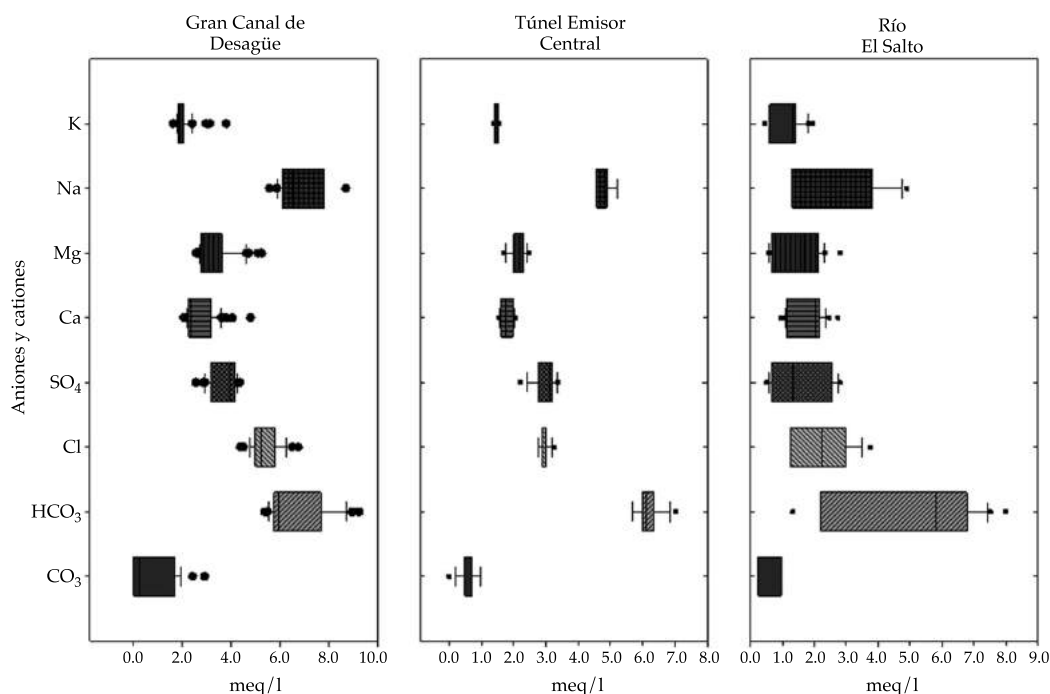 Gran Canal de
Desagüe
Túnel Emisor
Central
Río
El Salto
Aniones y cationes
K
Na
Mg
Ca
SO4
Cl
HCO3
CO3
0.0 2.0 4.0 6.0 8.0 10.0
0.0 1.0 2.0 3.0 4.0 5.0 6.0 7.0 8.0
0.0 1.0 2.0 3.0 4.0 5.0 6.0 7.0 8.0 9.0
meq/l
meq/l
meq/l